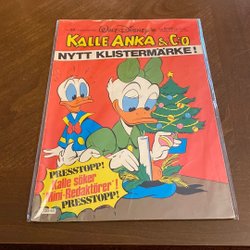 Walt Disney's
KALLE ANKA & C:O
NYTT KLISTERMÄRKE!
PRESSTOPP!
Kalle söker
"Mini-Redaktörer"!
PRESSTOPP!